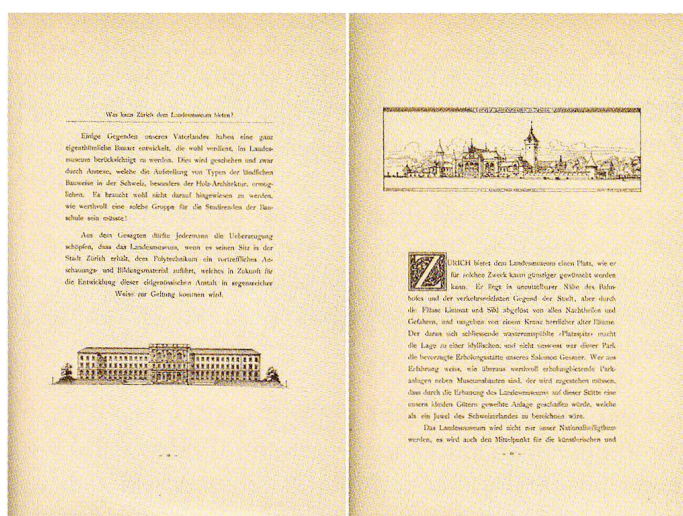 Was kann Zürich dem Landesmuseum bieten?
Einige Gegenden unseres Vaterlandes haben eine ganz
eigenthümliche Bauart entwickelt, die wohl verdient, im Landes-
museum berücksichtigt zu werden. Dies wird geschehen und zwar
durch Annexe, welche die Aufstellung von Typen der ländlichen
Bauweise in der Schweiz, besonders der Holz-Architektur, ermög-
lichen. Es braucht wohl nicht darauf hingewiesen zu werden,
wie werthvoll eine solche Gruppe für die Studirenden der Bau-
schule sein müsste!
Aus dem Gesagten dürfte Jedermann die Ueberzeugung
schöpfen, dass das Landesmuseum, wenn es seinen Sitz in der
Stadt Zürich erhält, dem Polytechnikum ein vortreffliches An-
schauungs- und Bildungsmaterial zuführt, welches in Zukunft für
die Entwicklung dieser eidgenössischen Anstalt in segensreicher
Weise zur Geltung kommen wird.
ZÜRICH bietet dem Landesmuseum einen Platz, wie er
für solchen Zweck kaum günstiger gewünscht werden
kann. Er liegt in unmittelbarer Nähe des Bahn-
hofes und der verkehrsreichsten Gegend der Stadt, aber durch
die Flüsse Limmat und Sihl abgelöst von allen Nachtheilen und
Gefahren, und umgeben von einem Kranz herrlicher alter Bäume.
Der daran sich schliessende wasserumspülte «Platzspitz» macht
die Lage zu einer idyllischen, und nicht umsonst war dieser Park
die bevorzugte Erholungsstätte unseres Salomon Gessner. Wer aus
Erfahrung weiss, wie überaus werthvoll erholungbietende Park-
anlagen neben Museumsbauten sind, der wird zugestehen müssen,
dass durch die Erbauung des Landesmuseums auf dieser Stätte eine
unsern idealen Gütern geweihte Anlage geschaffen würde, welche
als ein Juwel des Schweizerlandes zu bezeichnen wäre.
Das Landesmuseum wird nicht nur unser Nationalheiligthum
werden, es wird auch den Mittelpunkt für die künstlerischen und